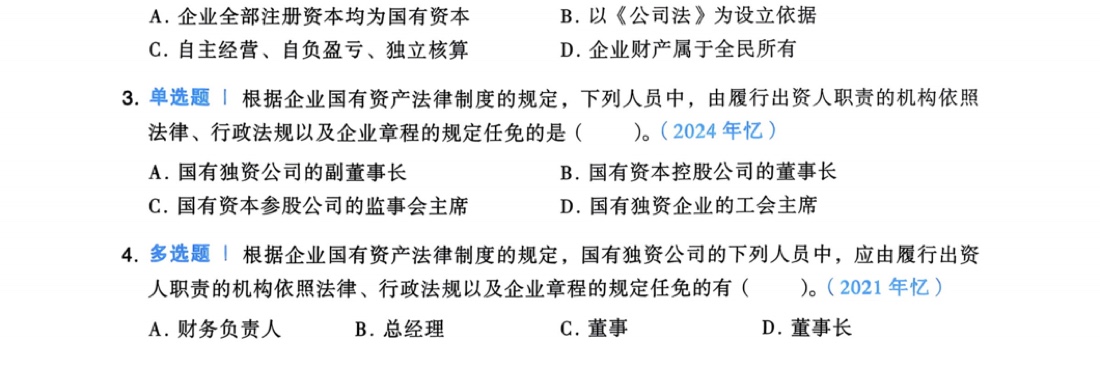 A. 企业全部注册资本均为国有资本 B. 以《公司法》为设立依据
C. 自主经营、自负盈亏、独立核算 D. 企业财产属于全民所有
3. 单选题 | 根据企业国有资产法律制度的规定，下列人员中，由履行出资人职责的机构依照
法律、行政法规以及企业章程的规定任免的是（ ）。（2024 年忆）
A. 国有独资公司的副董事长 B. 国有资本控股公司的董事长
C. 国有资本参股公司的监事会主席 D. 国有独资企业的工会主席
4. 多选题 | 根据企业国有资产法律制度的规定，国有独资公司的下列人员中，应由履行出资
人职责的机构依照法律、行政法规以及企业章程的规定任免的有（ ）。（2021 年忆）
A. 财务负责人 B. 总经理 C. 董事 D. 董事长